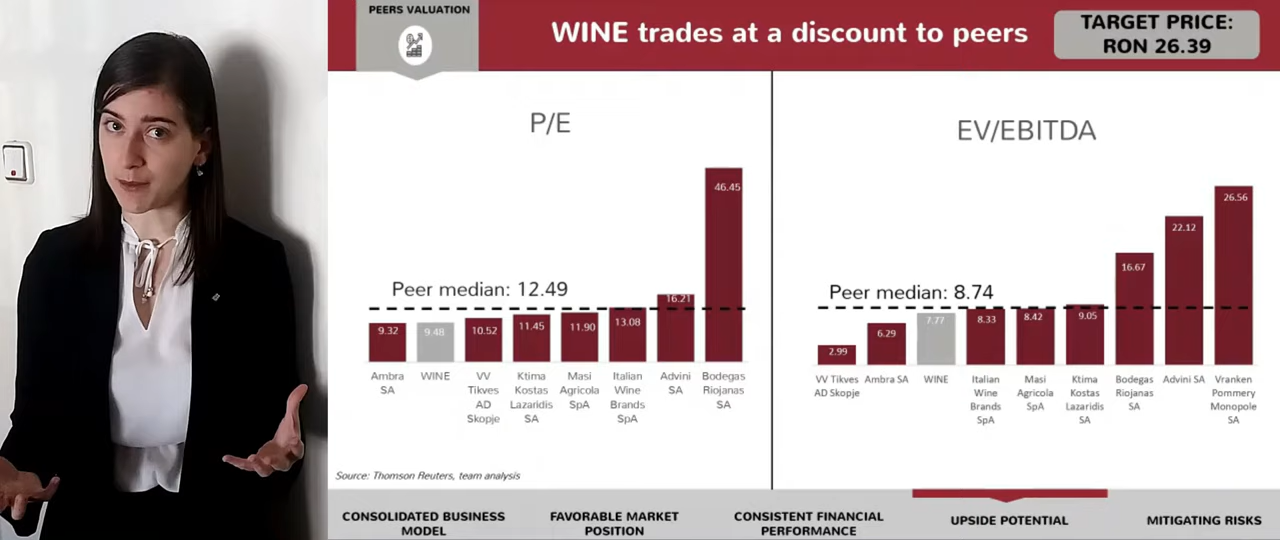 PEERS VALUATION
WINE trades at a discount to peers
TARGET PRICE:
RON 26.39
P/E
46.45
Peer median: 12.49
16.21
9.32
9.48
10.52
11.45
11.90
13.08
Ambra
SA
WINE
VV
Tikves
AD
Skopje
Ktima
Kostas
Lazaridis
SA
Masi
Agricola
SpA
Italian
Wine
Brands
SpA
Advini
SA
Bodegas
Riojanas
SA
Source: Thomson Reuters, team analysis
EV/EBITDA
26.56
22.12
16.67
Peer median: 8.74
2.99
6.29
7.77
8.33
8.42
9.05
VV Tikves
AD Skopje
Ambra SA
WINE
Italian
Wine
Brands
SpA
Masi
Agricola
SpA
Ktima
Kostas
Lazaridis
SA
Bodegas
Riojanas
SA
Advini SA
Vranken
Pommery
Monopole
SA
CONSOLIDATED BUSINESS
MODEL
FAVORABLE MARKET
POSITION
CONSISTENT FINANCIAL
PERFORMANCE
UPSIDE POTENTIAL
MITIGATING RISKS